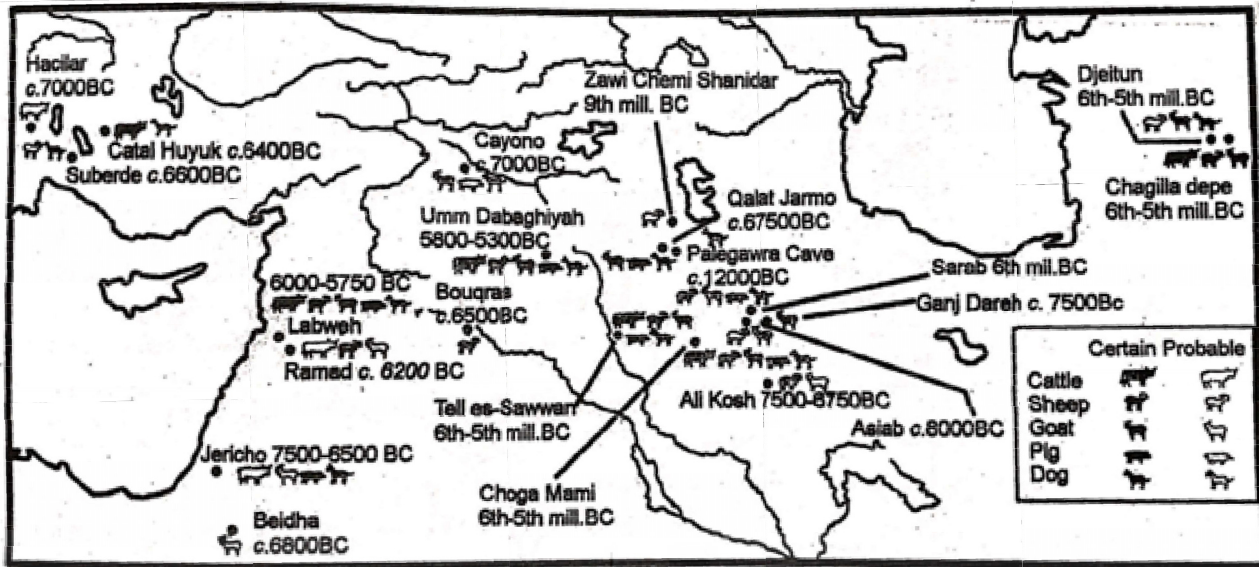 Hacilar
c.7000BC
Catal Huyuk c.6400BC
Suberde c.6600BC
Cayono
c.7000BC
Zawi Chemi Shanidar
9th mill. BC
Djeitun
6th-5th mill.BC
Chagilla depe
6th-5th mill.BC
Umm Dabaghiyah
5800-5300BC
Qalat Jarmo
c.67500BC
Palegawra Cave
c.12000BC
Sarab 6th mil.BC
Ganj Dareh c. 7500Bc
6000-5750 BC
Labweh
Bouqras
c.6500BC
Ramad c. 6200 BC
Tell es-Sawwan
6th-5th mill.BC
Ali Kosh 7500-6750BC
Asiab c.8000BC
Jericho 7500-6500 BC
Choga Mami
6th-5th mill.BC
Beidha
c.6800BC
Certain Probable
Cattle
Sheep
Goat
Pig
Dog